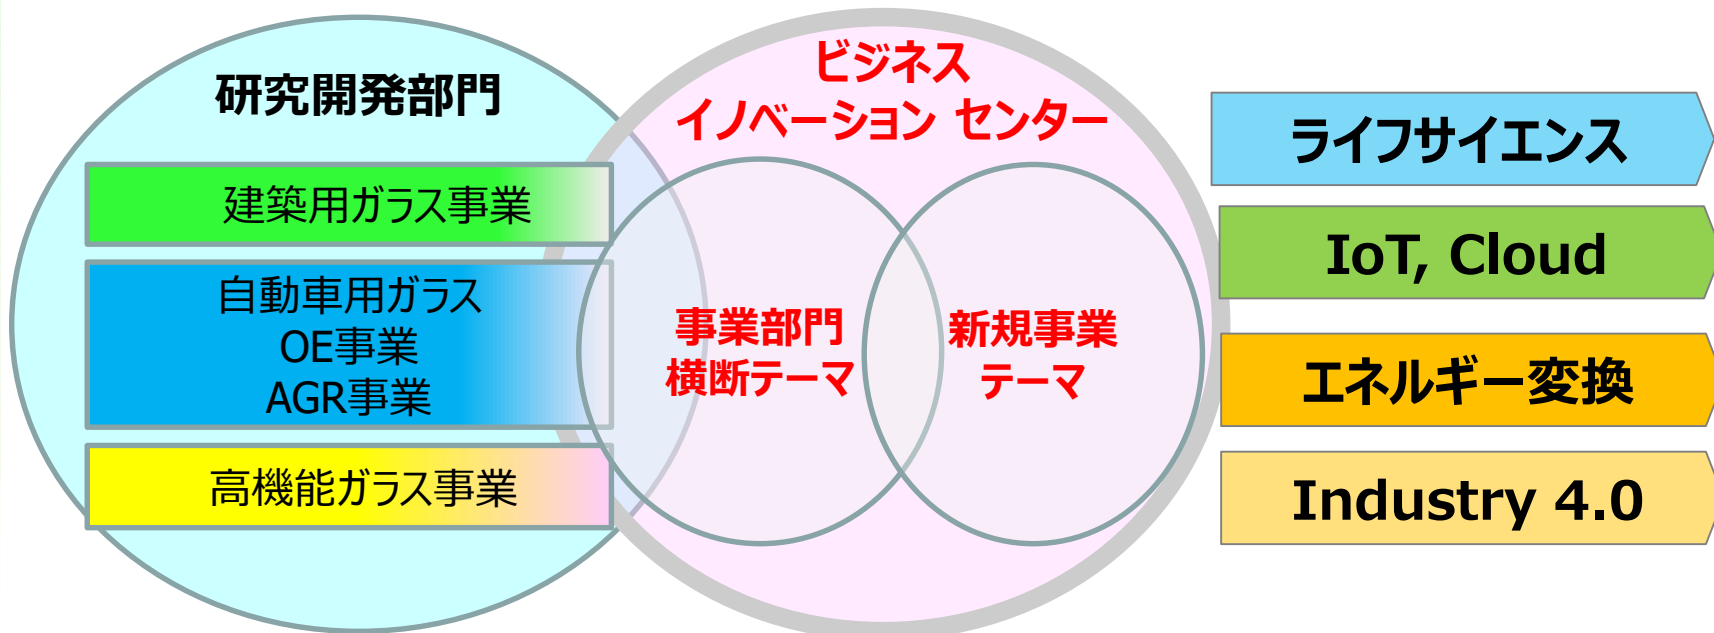 研究開発部門
建築用ガラス事業
自動車用ガラス
OE事業
AGR事業
高機能ガラス事業
ビジネス
イノベーション センター
事業部門
横断テーマ
新規事業
テーマ
ライフサイエンス
IoT, Cloud
エネルギー変換
Industry 4.0